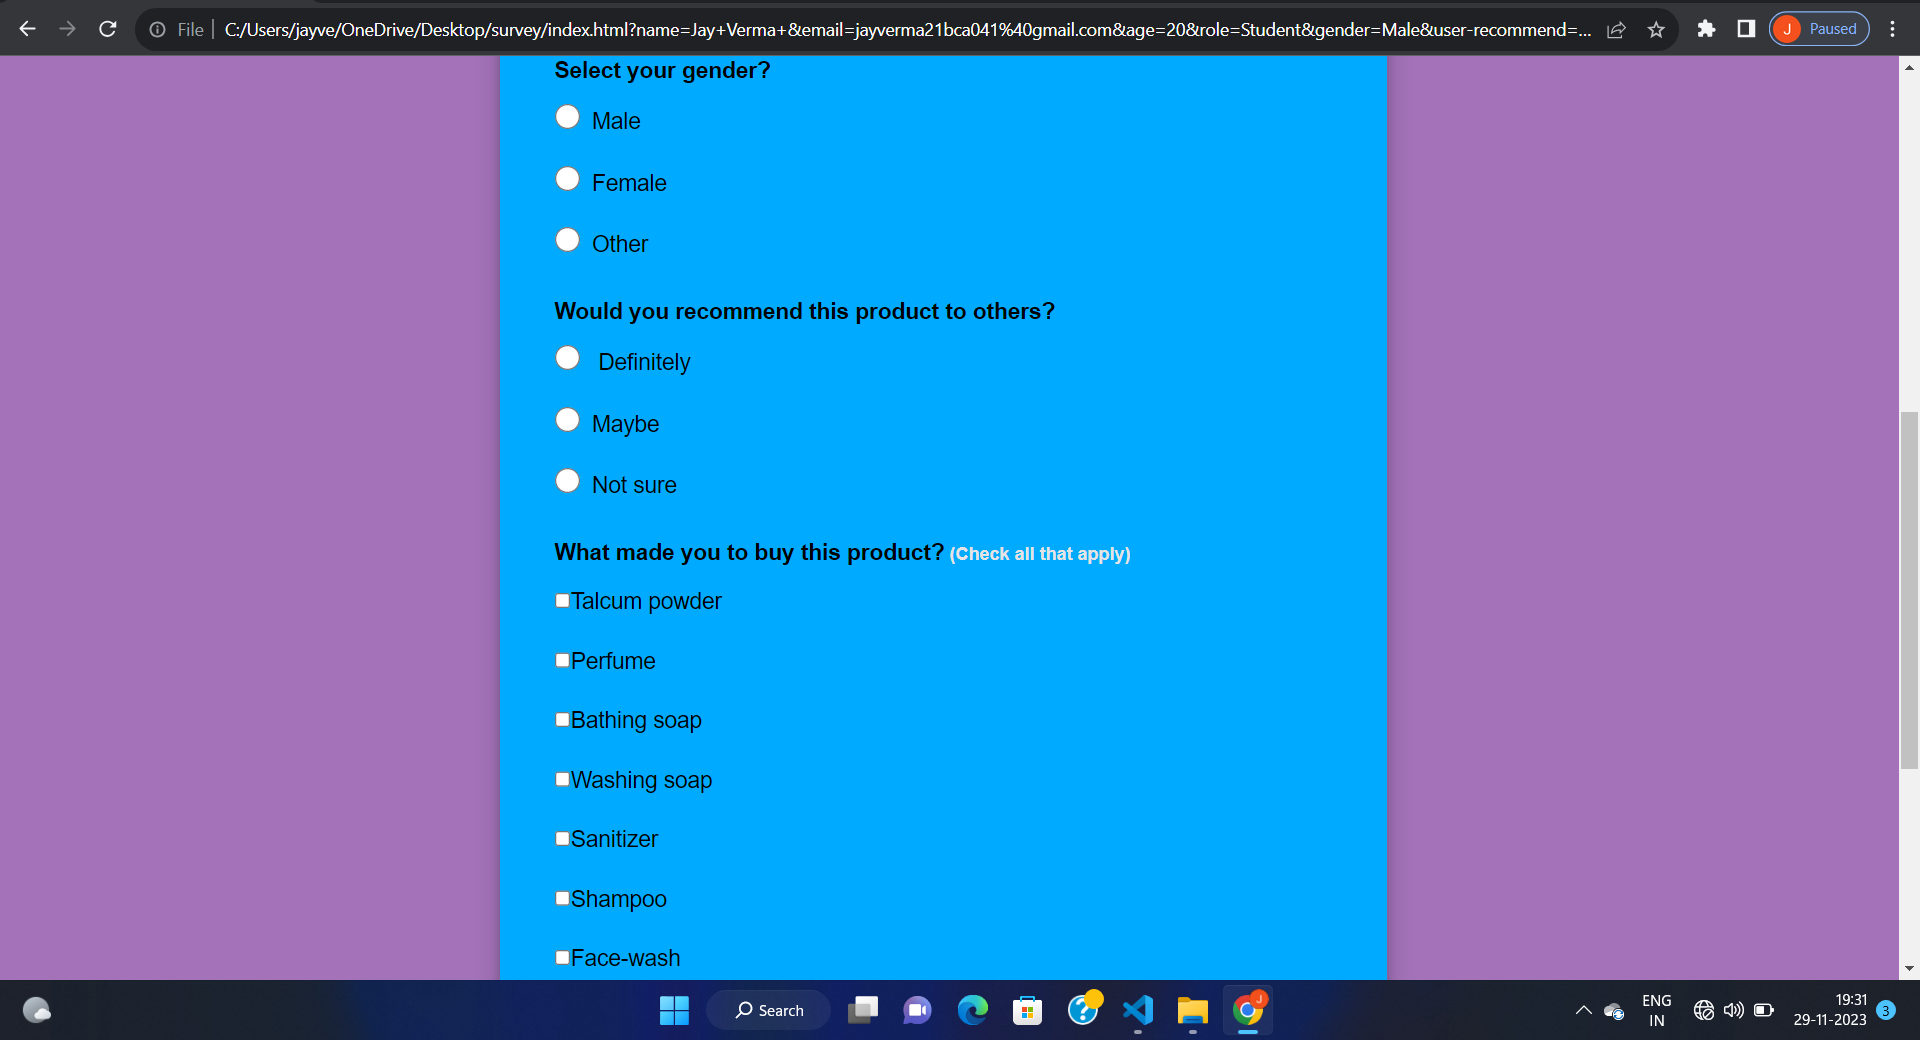 File C:/Users/jayve/OneDrive/Desktop/survey/index.html?name=Jay+Verma+&email=jayverma21bca041%40gmail.com&age=20&role=Student&gender=Male&user-recommend=...
J Paused
Select your gender?
Male
Female
Other
Would you recommend this product to others?
Definitely
Maybe
Not sure
What made you to buy this product? (Check all that apply)
Talcum powder
Perfume
Bathing soap
Washing soap
Sanitizer
Shampoo
Face-wash
Search
J
ENG
IN
19:31
29-11-2023
3